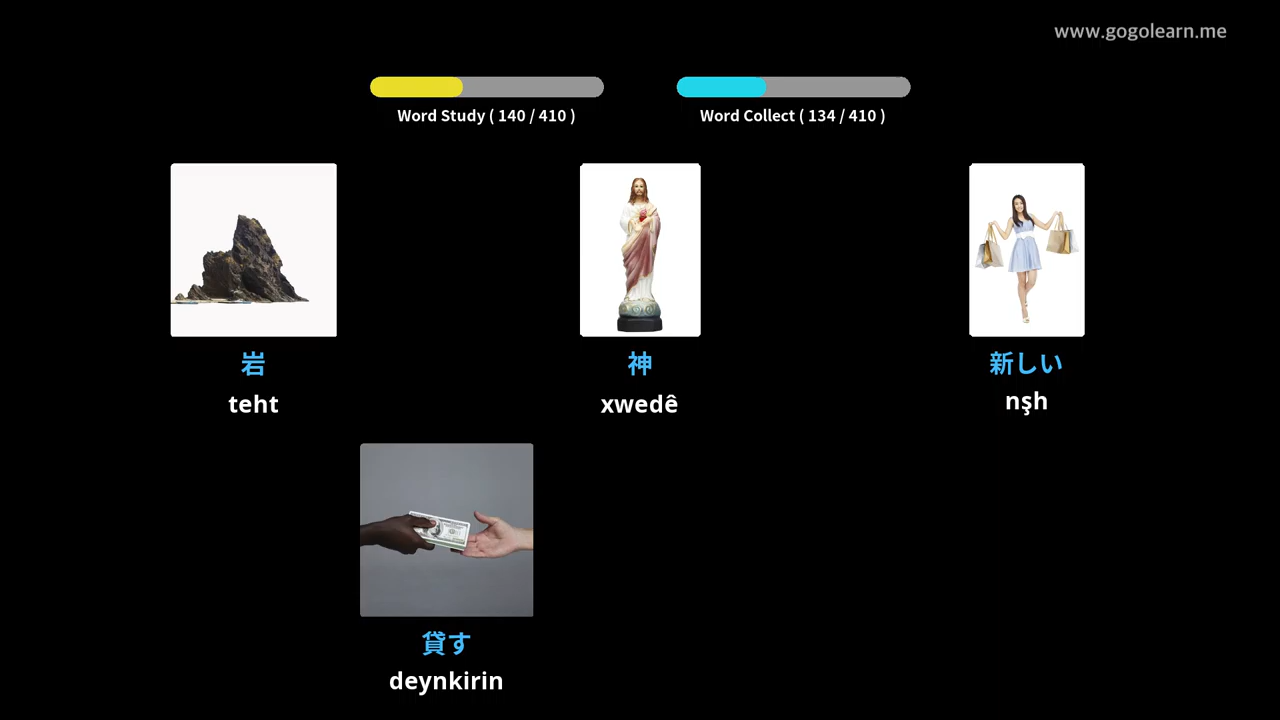 www.gogolearn.me
Word Study ( 140 / 410 )
Word Collect ( 134 / 410 )
岩
teht
神
xwedê
新しい
nşh
貸す
deynkirin